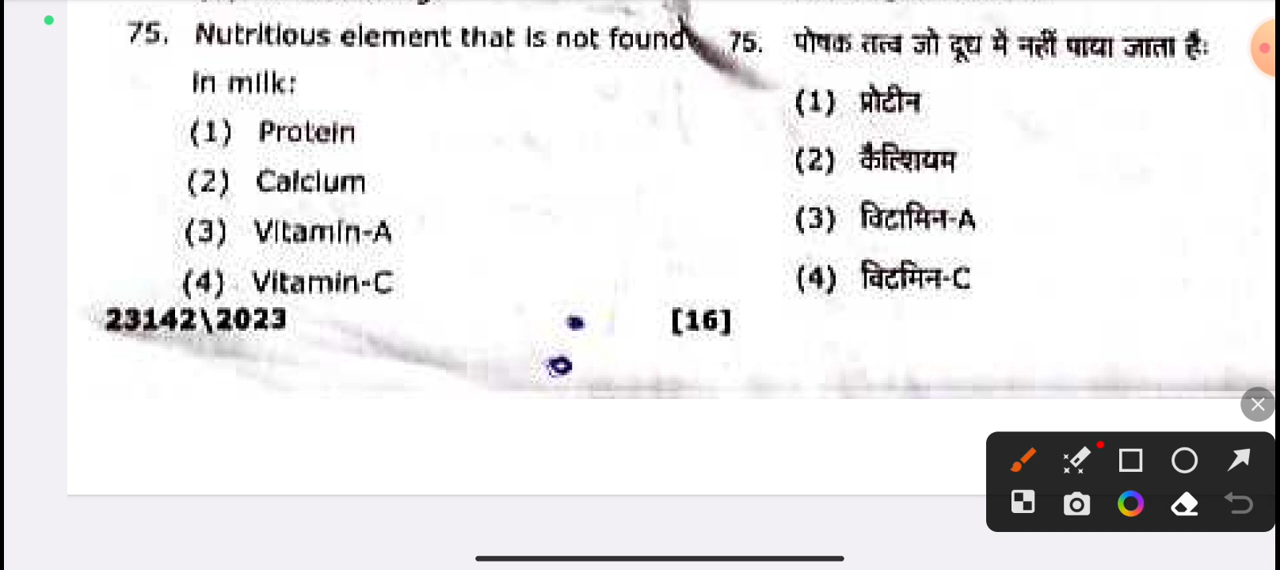 75. Nutritious element that is not found
in milk:
(1) Protein
(2) Calcium
(3) Vitamin-A
(4) Vitamin-C
23142\2023
[16]
75. पोषक तत्व जो दूध में नहीं पाया जाता है:
(1) प्रोटीन
(2) कैल्शियम
(3) विटामिन-A
(4) विटमिन-C